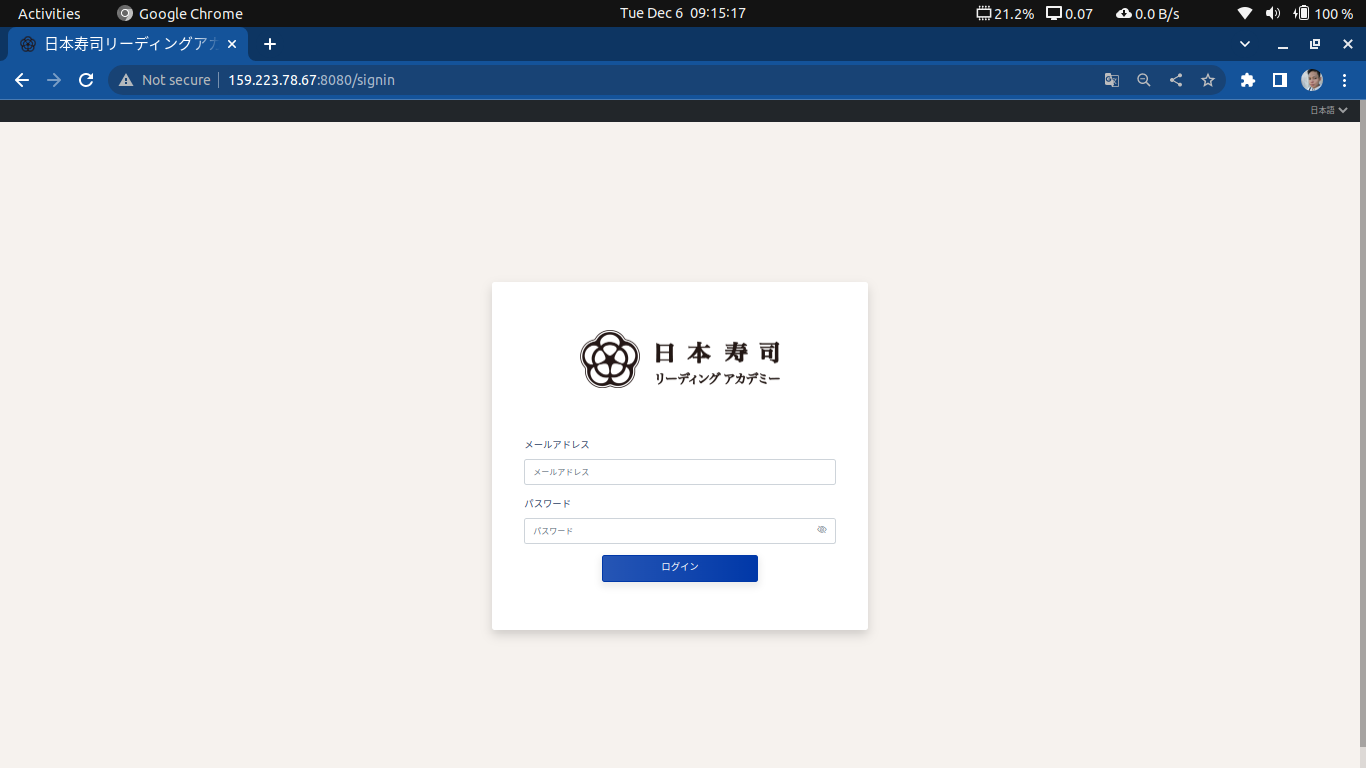 Activities Google Chrome Tue Dec 6 09:15:17 21.2% 0.07 0.0 B/s 100 %
日本寿司リーディングアカ
Not secure 159.223.78.67:8080/signin
日本語
日本寿司
リーディング アカデミー
メールアドレス
メールアドレス
パスワード
パスワード
ログイン